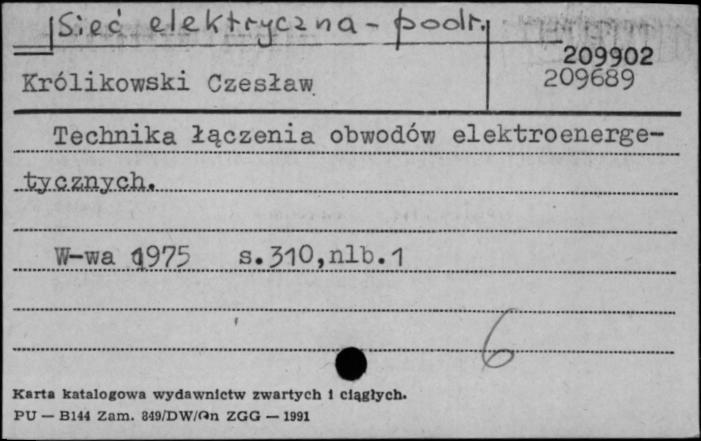 Sieć elektryczna - podr.
209902
Królikowski Czesław 209689
Technika łączenia obwodów elektroenerge-
tycznych.
W-wa 1975 s.310,nlb.1
6
Karta katalogowa wydawnictw zwartych i ciągłych.
PU — B144 Zam. 849/DW/On ZGG — 1991